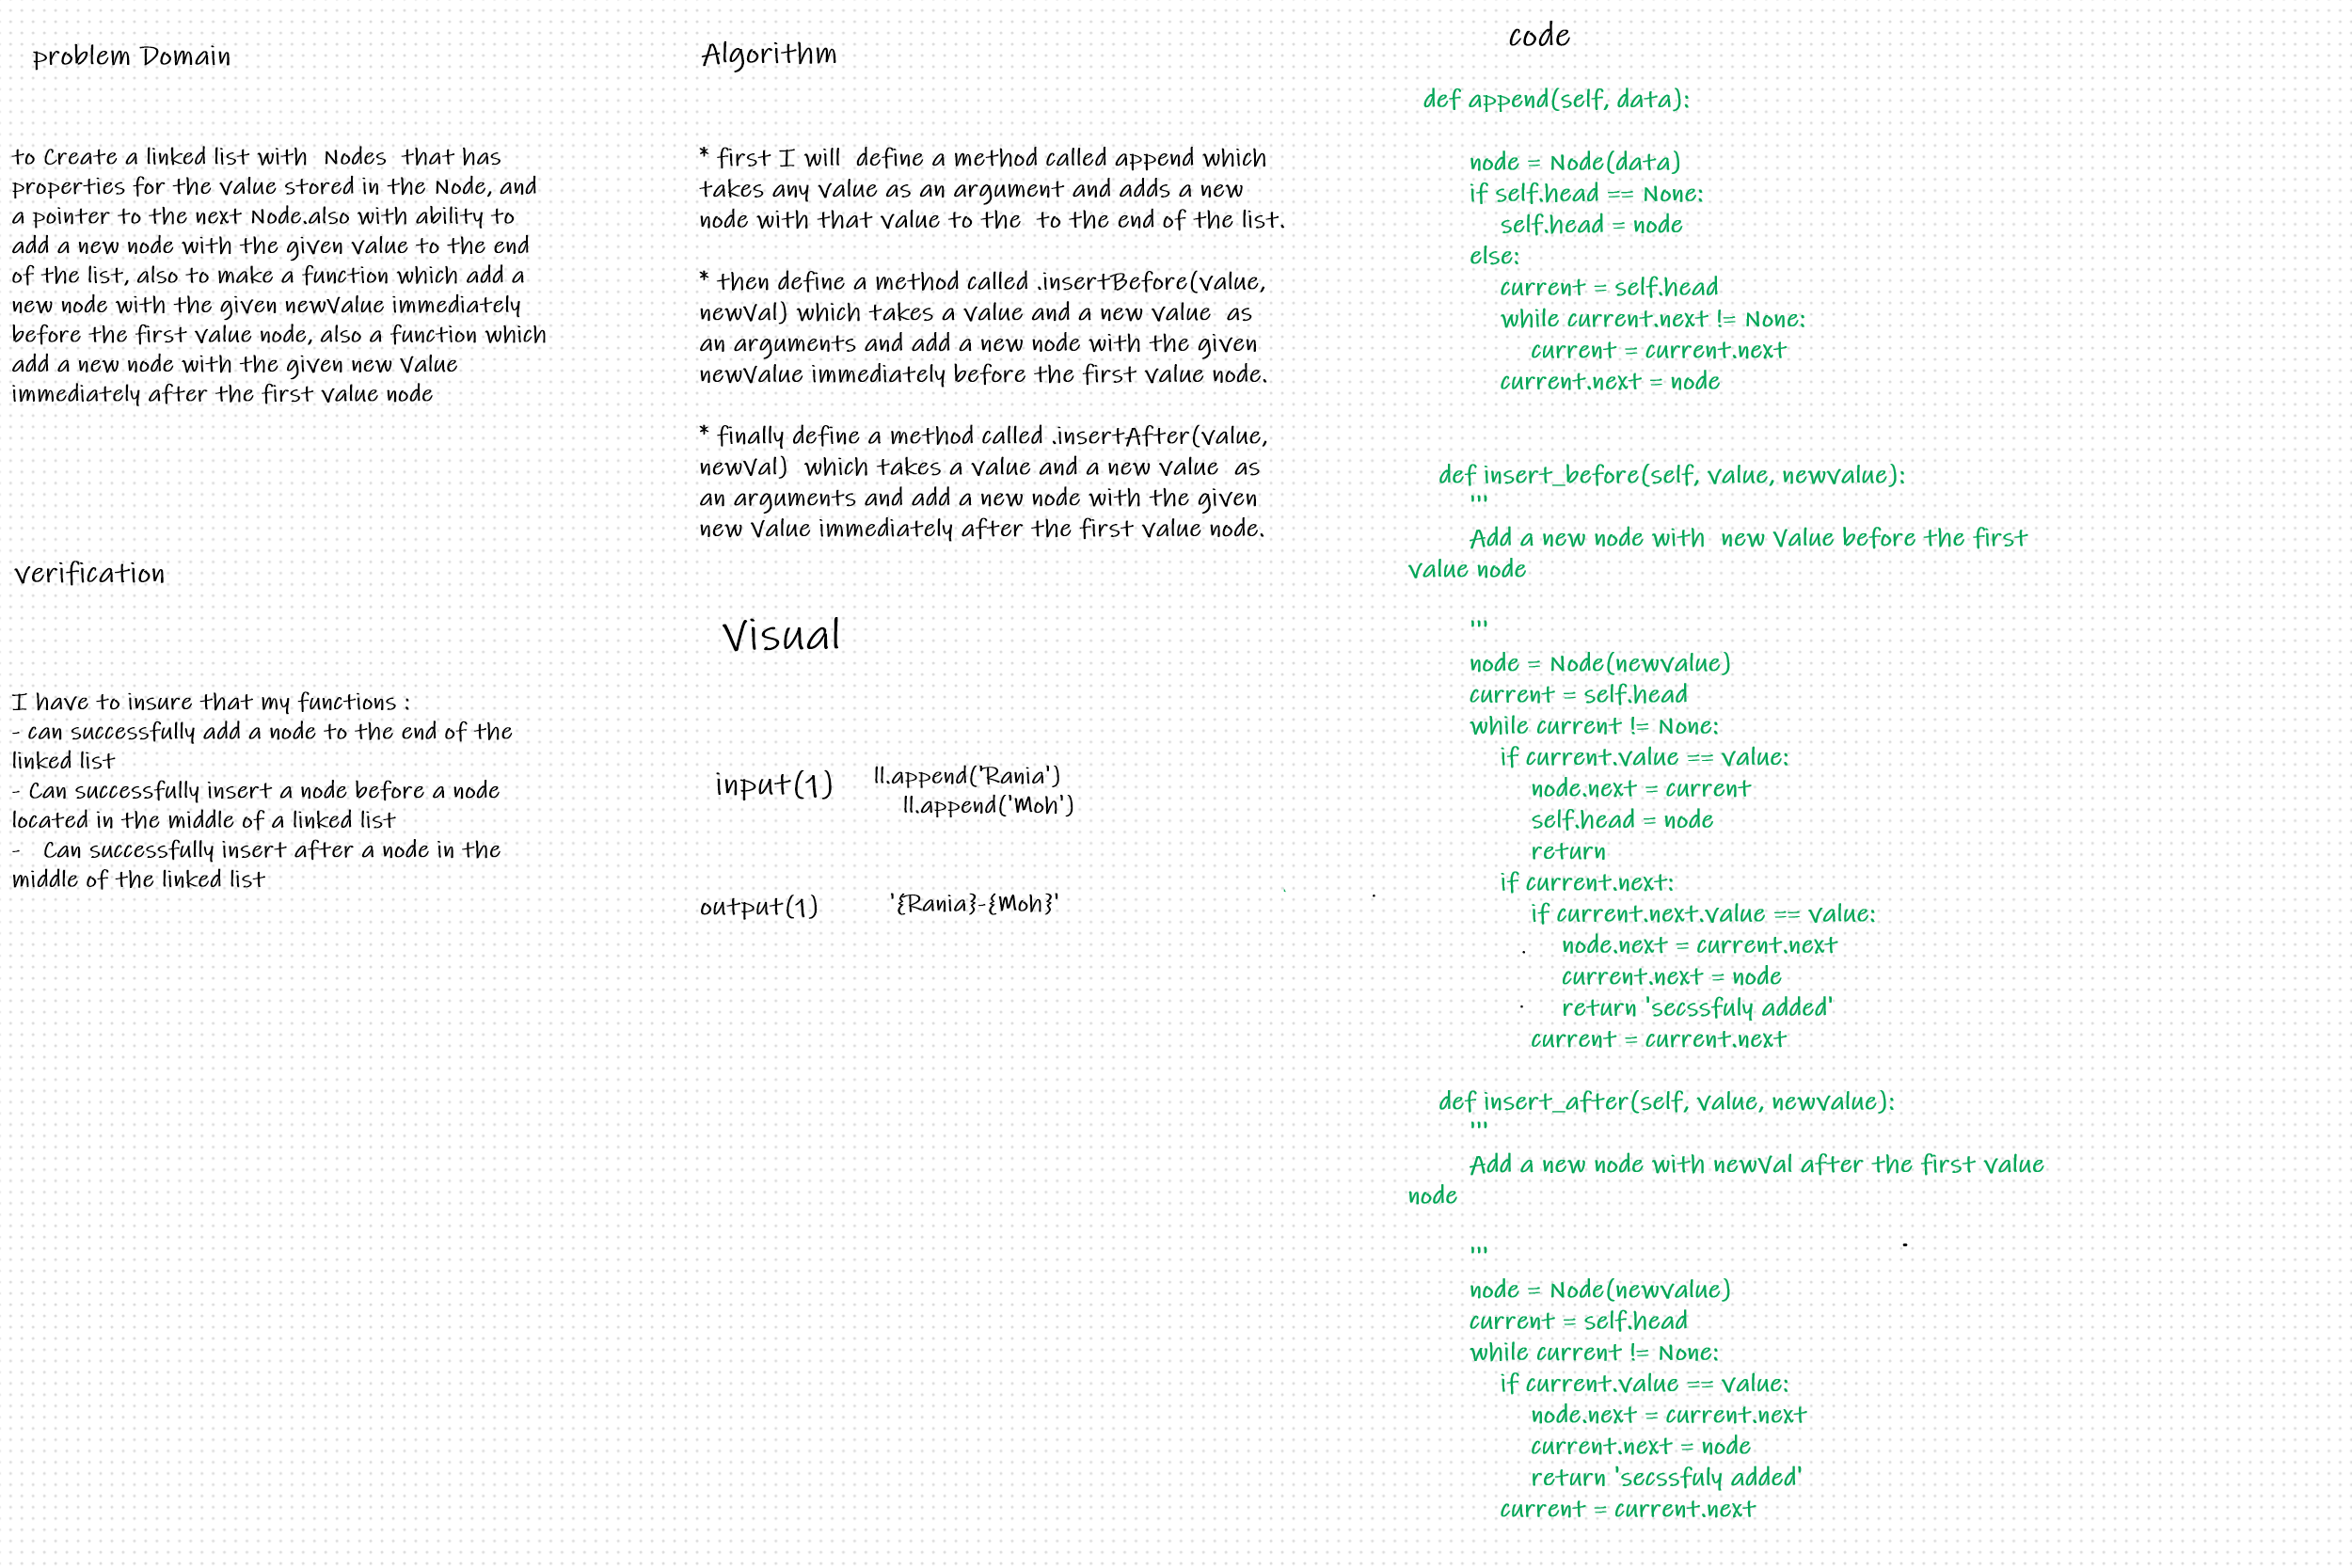 problem Domain
to Create a linked list with  Nodes  that has
properties for the value stored in the Node, and
a pointer to the next Node.also with ability to
add a new node with the given value to the end
of the list, also to make a function which add a
new node with the given newValue immediately
before the first value node, also a function which
add a new node with the given new Value
immediately after the first value node
verification
I have to insure that my functions :
- can successfully add a node to the end of the
linked list
- Can successfully insert a node before a node
located in the middle of a linked list
-   Can successfully insert after a node in the
middle of the linked list
Algorithm
* first I will  define a method called append which
takes any value as an argument and adds a new
node with that value to the  to the end of the list.
* then define a method called .insertBefore(value,
newVal) which takes a value and a new value  as
an arguments and add a new node with the given
newValue immediately before the first value node.
* finally define a method called .insertAfter(value,
newVal)  which takes a value and a new value  as
an arguments and add a new node with the given
new Value immediately after the first value node.
Visual
input(1)
ll.append('Rania')
ll.append('Moh')
output(1)
'{Rania}-{Moh}'
code
def append(self, data):
node = Node(data)
if self.head == None:
self.head = node
else:
current = self.head
while current.next != None:
current = current.next
current.next = node
def insert_before(self, value, newvalue):
'''
Add a new node with  new Value before the first
value node
'''
node = Node(newvalue)
current = self.head
while current != None:
if current.value == value:
node.next = current
self.head = node
return
if current.next:
if current.next.value == value:
node.next = current.next
current.next = node
return 'secssfuly added'
current = current.next
def insert_after(self, value, newvalue):
'''
Add a new node with newVal after the first value
node
'''
node = Node(newvalue)
current = self.head
while current != None:
if current.value == value:
node.next = current.next
current.next = node
return 'secssfuly added'
current = current.next